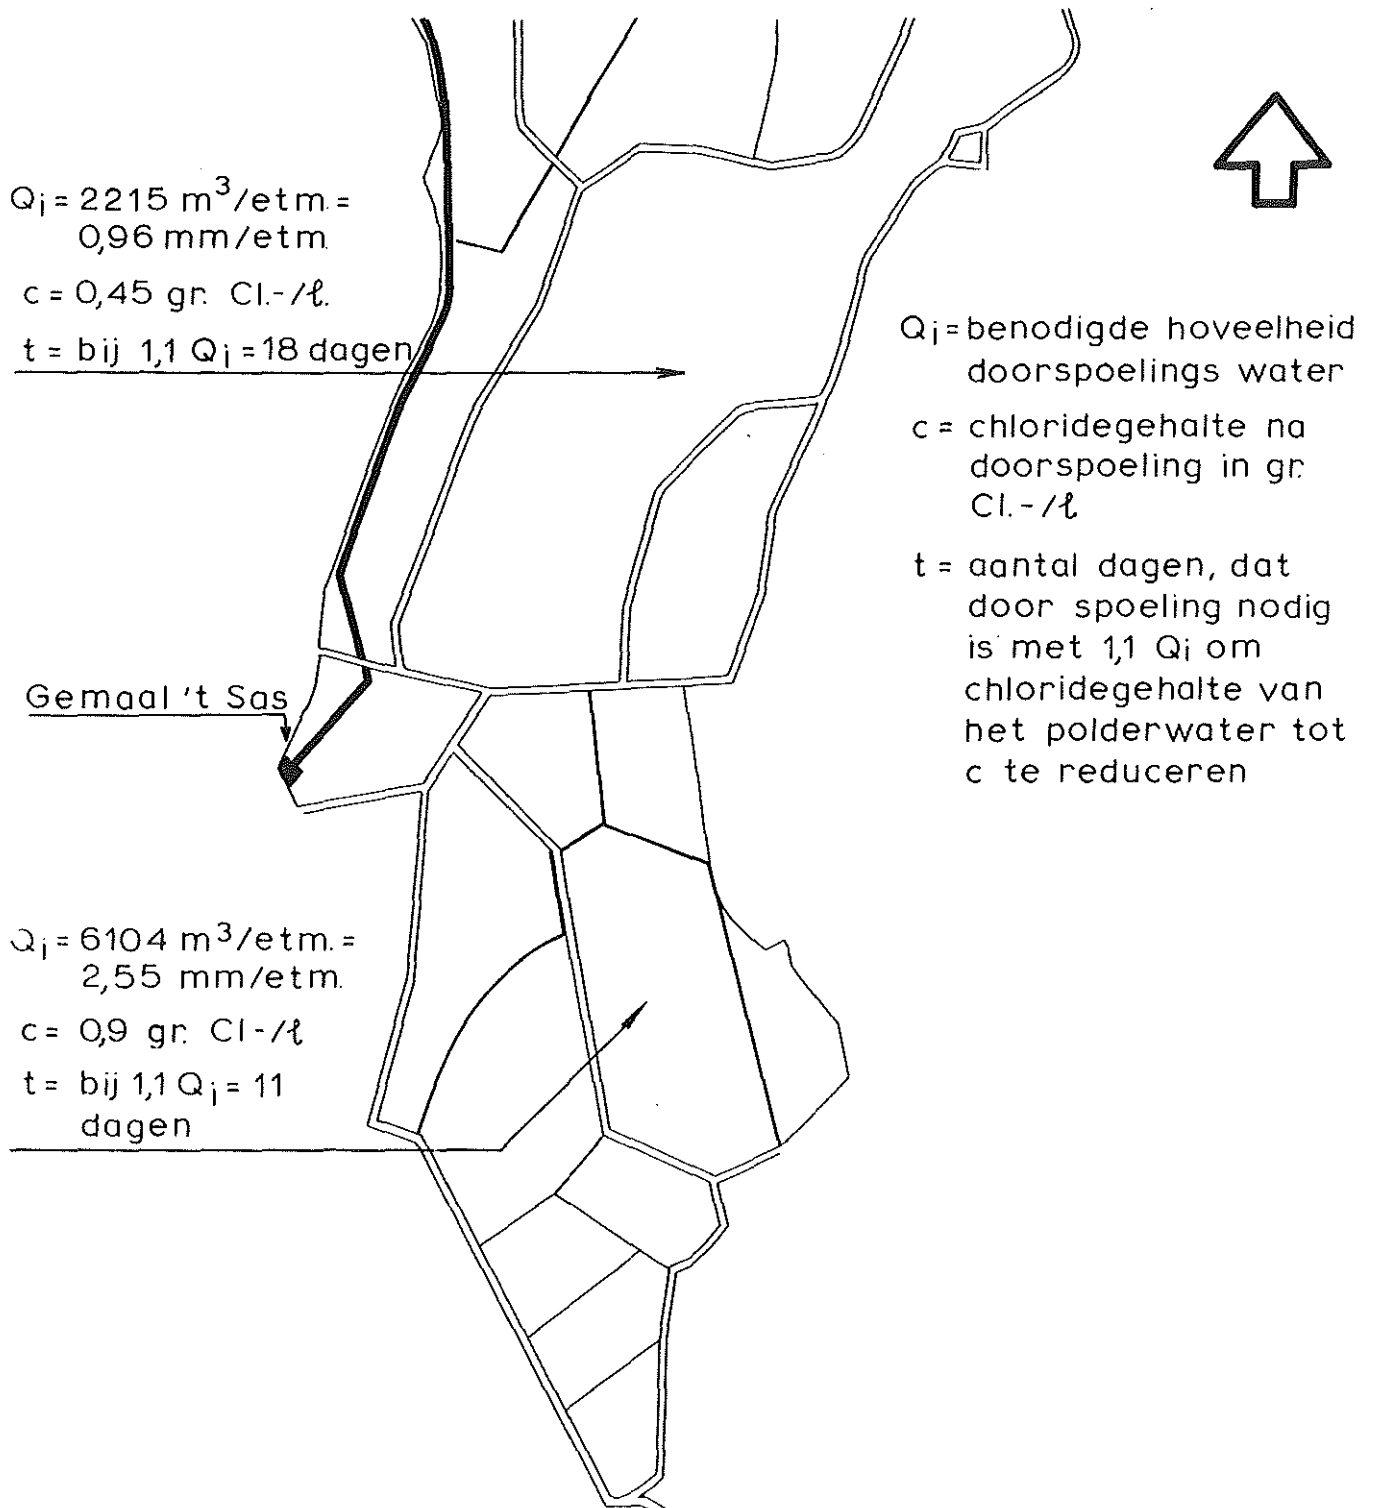 Qi = 2215 m³/etm. =
0,96 mm/etm.
c = 0,45 gr. Cl.-/ℓ.
t = bij 1,1 Qi = 18 dagen
Qi = benodigde hoveelheid
doorspoelings water
c = chloridegehalte na
doorspoeling in gr.
Cl.-/ℓ
t = aantal dagen, dat
door spoeling nodig
is met 1,1 Qi om
chloridegehalte van
het polderwater tot
c te reduceren
Gemaal 't Sas
Qi = 6104 m³/etm. =
2,55 mm/etm.
c = 0,9 gr. Cl-/ℓ
t = bij 1,1 Qi = 11
dagen